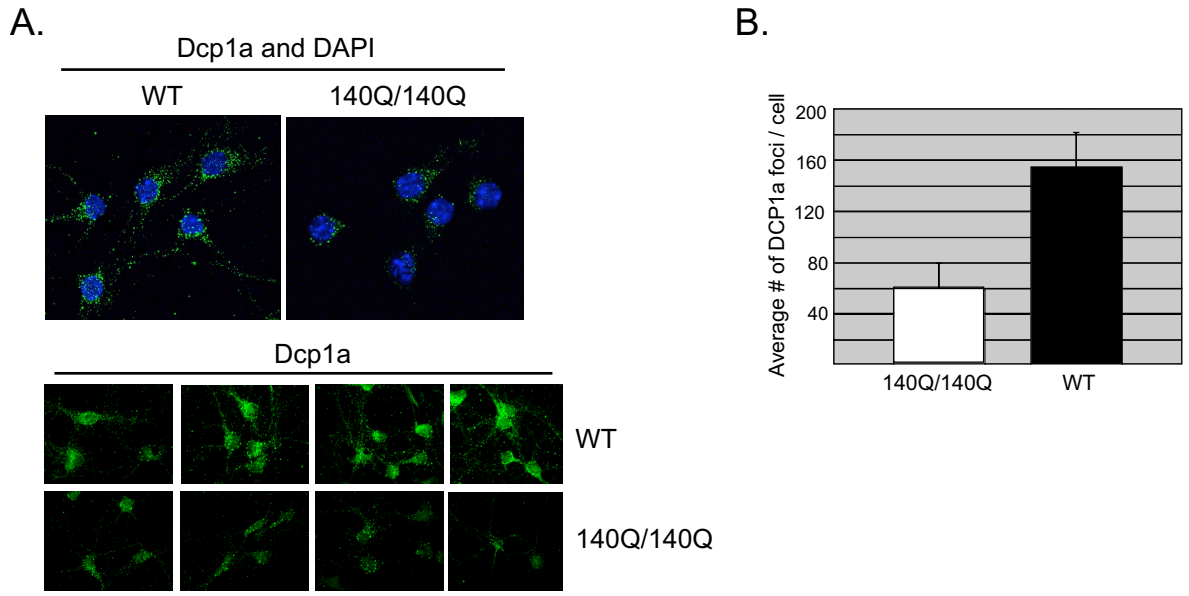 A.
Dcp1a and DAPI
WT
140Q/140Q
Dcp1a
WT
140Q/140Q
B.
Average # of DCP1a foci / cell
200
160
120
80
40
140Q/140Q
WT